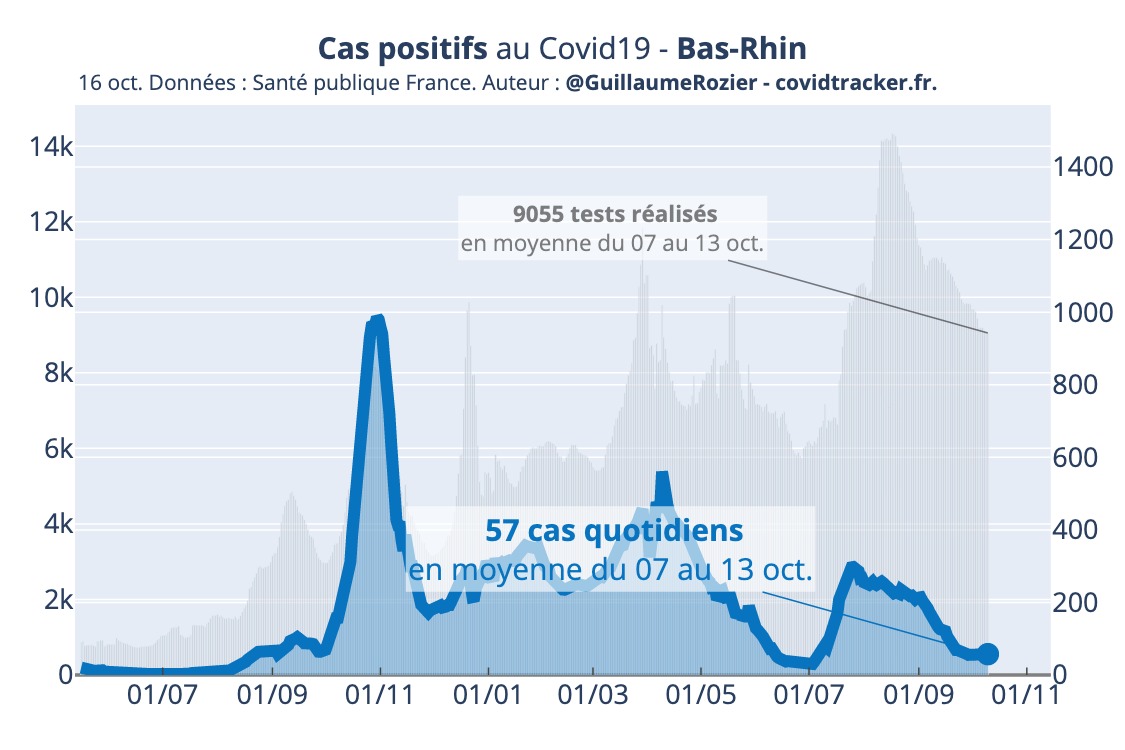 Cas positifs au Covid19 - Bas-Rhin
16 oct. Données : Santé publique France. Auteur : @GuillaumeRozier - covidtracker.fr.
14k
12k
10k
8k
6k
4k
2k
0
1400
1200
1000
800
600
400
200
0
9055 tests réalisés
en moyenne du 07 au 13 oct.
57 cas quotidiens
en moyenne du 07 au 13 oct.
01/07
01/09
01/11
01/01
01/03
01/05
01/07
01/09
01/11